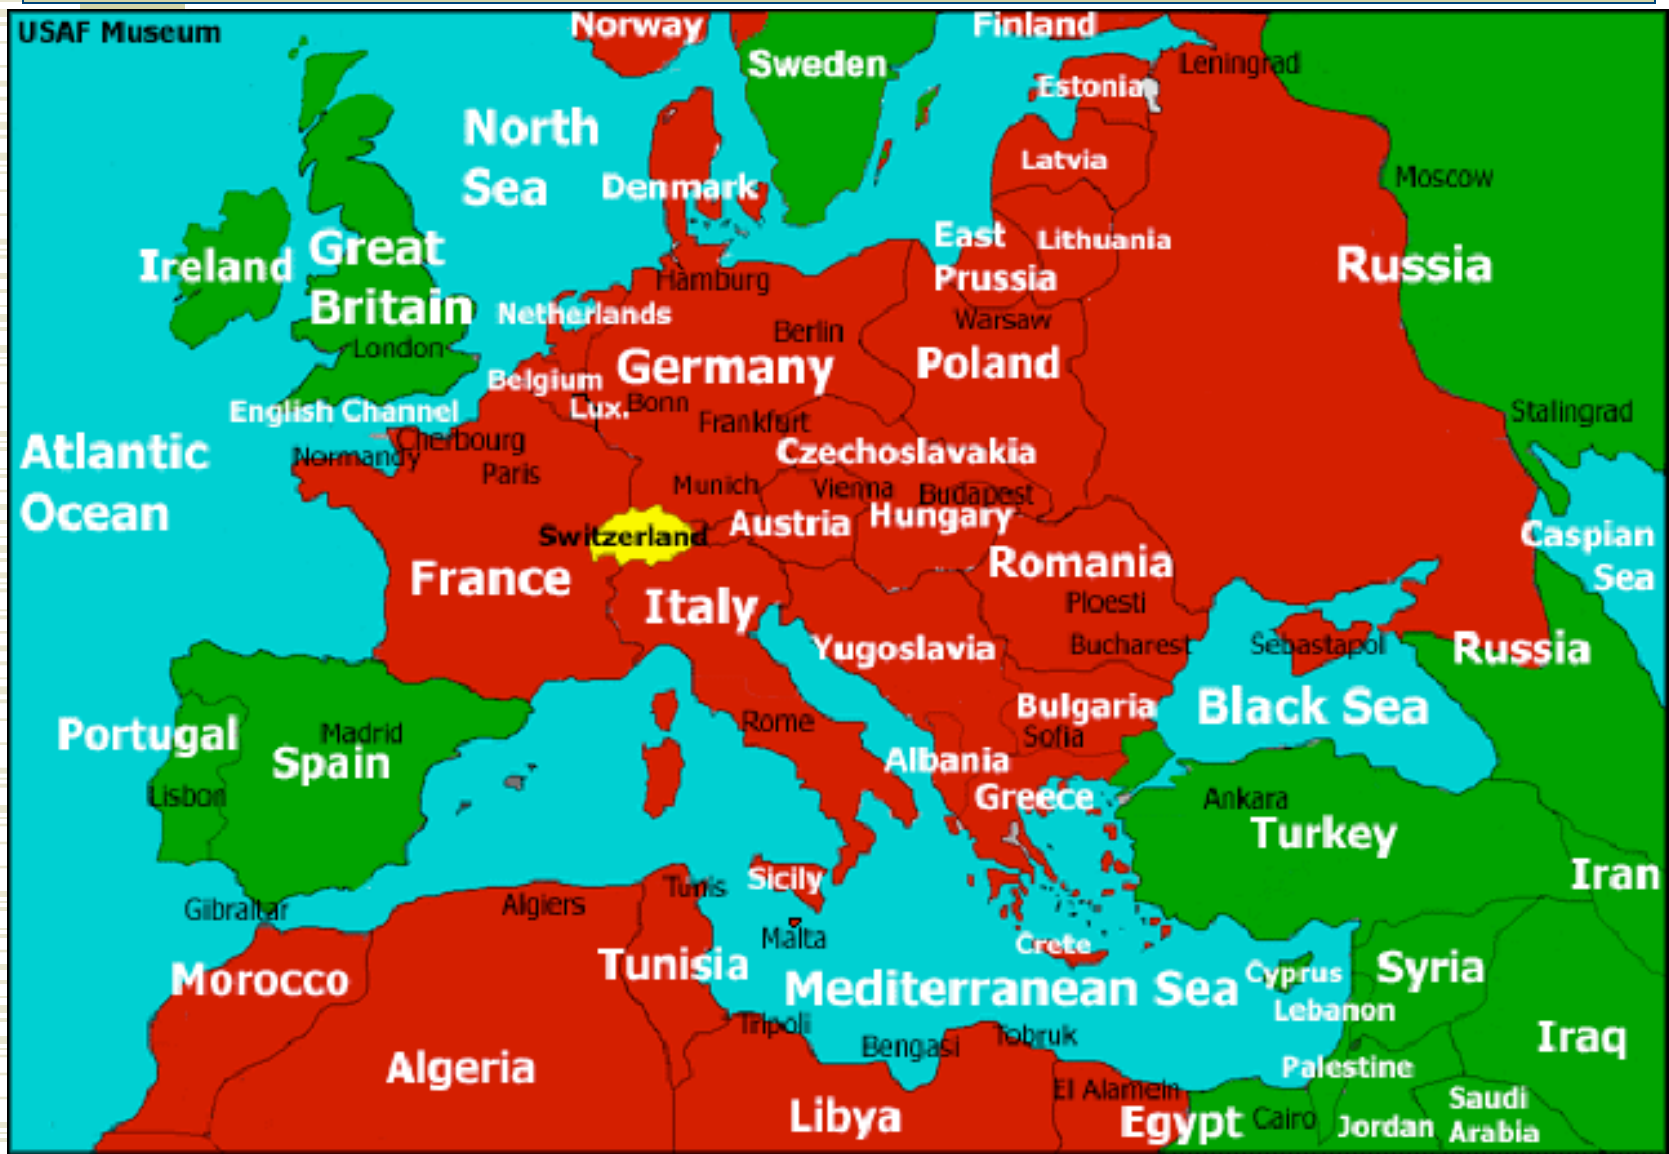 USAF Museum
Norway
Finland
Sweden
Leningrad
Estonia
North
Sea
Latvia
Moscow
Denmark
East
Prussia
Lithuania
Ireland
Great
Britain
Russia
Hamburg
Netherlands
Berlin
Warsaw
London
Germany
Poland
Belgium
Lux.
Bonn
English Channel
Frankfurt
Stalingrad
Cherbourg
Normandy
Paris
Czechoslavakia
Atlantic
Ocean
Munich
Vienna
Budapest
Switzerland
Austria
Hungary
Caspian
Sea
France
Romania
Italy
Ploesti
Yugoslavia
Bucharest
Sebastapol
Russia
Bulgaria
Black Sea
Portugal
Madrid
Spain
Rome
Sofia
Albania
Lisbon
Greece
Ankara
Turkey
Iran
Gibraltar
Algiers
Tunis
Sicily
Malta
Crete
Morocco
Tunisia
Mediterranean Sea
Cyprus
Syria
Lebanon
Tripoli
Bengasi
Tobruk
Iraq
Algeria
Palestine
El Alamein
Libya
Egypt
Cairo
Jordan
Saudi
Arabia